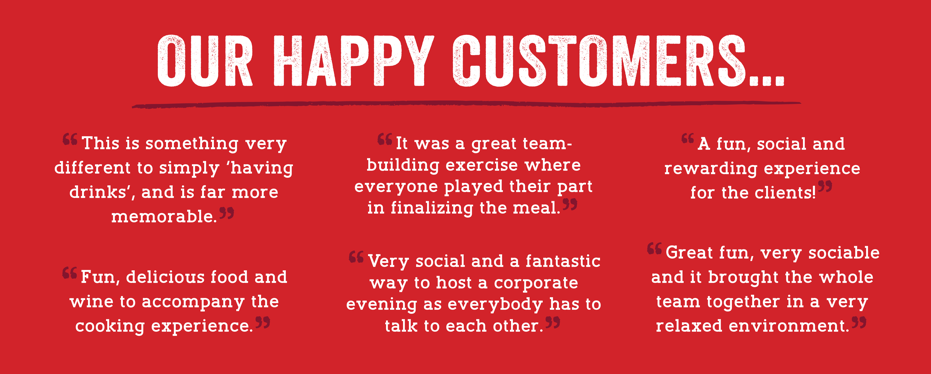 OUR HAPPY CUSTOMERS...
“This is something very
different to simply ‘having
drinks’, and is far more
memorable.”
“It was a great team-
building exercise where
everyone played their part
in finalizing the meal.”
“A fun, social and
rewarding experience
for the clients!”
“Fun, delicious food and
wine to accompany the
cooking experience.”
“Very social and a fantastic
way to host a corporate
evening as everybody has to
talk to each other.”
“Great fun, very sociable
and it brought the whole
team together in a very
relaxed environment.”